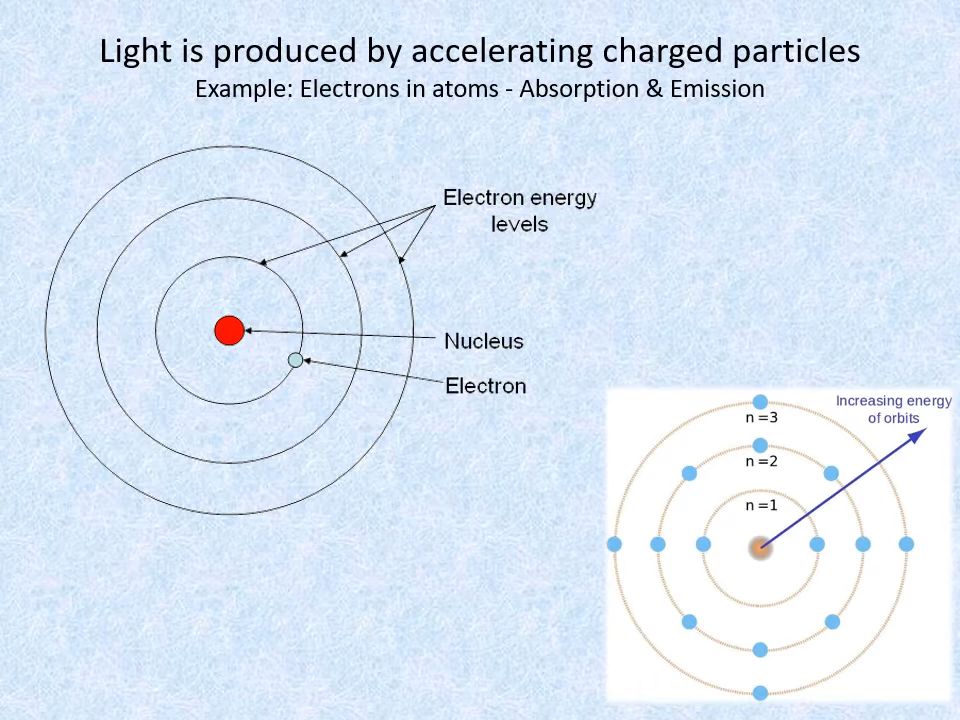 Light is produced by accelerating charged particles
Example: Electrons in atoms - Absorption & Emission
Electron energy
levels
Nucleus
Electron
Increasing energy
of orbits
n = 3
n = 2
n = 1